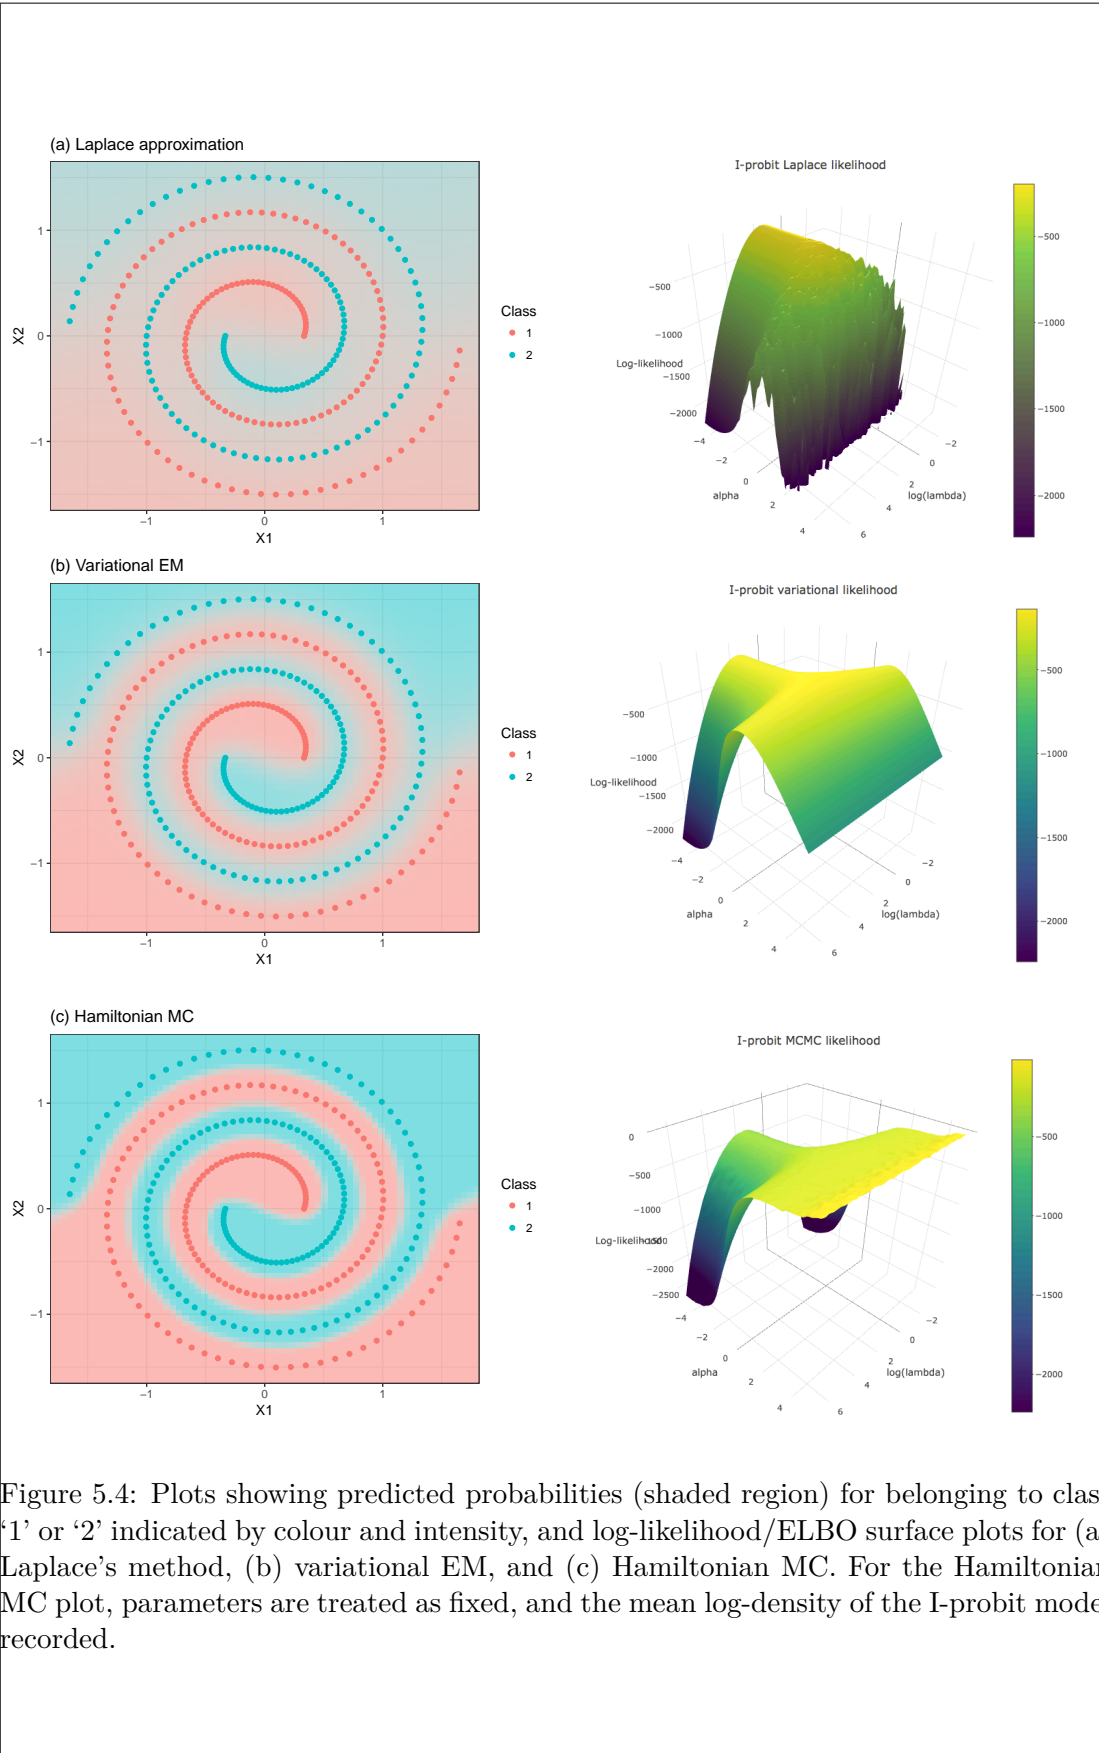 (a) Laplace approximation
X2
1
0
−1
−1
0
1
X1
Class
1
2
I-probit Laplace likelihood
−500
−1000
Log-likelihood
−1500
−2000
−4
−2
0
2
4
alpha
6
4
2
0
−2
log(lambda)
−500
−1000
−1500
−2000
(b) Variational EM
X2
1
0
−1
−1
0
1
X1
Class
1
2
I-probit variational likelihood
−500
−1000
Log-likelihood
−1500
−2000
−4
−2
0
2
4
alpha
6
4
2
0
−2
log(lambda)
−500
−1000
−1500
−2000
(c) Hamiltonian MC
X2
1
0
−1
−1
0
1
X1
Class
1
2
I-probit MCMC likelihood
0
−500
−1000
Log-likelihood
−1500
−2000
−2500
−4
−2
0
2
4
alpha
6
4
2
0
−2
log(lambda)
−500
−1000
−1500
−2000
Figure 5.4: Plots showing predicted probabilities (shaded region) for belonging to clas
‘1’ or ‘2’ indicated by colour and intensity, and log-likelihood/ELBO surface plots for (a
Laplace’s method, (b) variational EM, and (c) Hamiltonian MC. For the Hamiltonian
MC plot, parameters are treated as fixed, and the mean log-density of the I-probit mode
recorded.